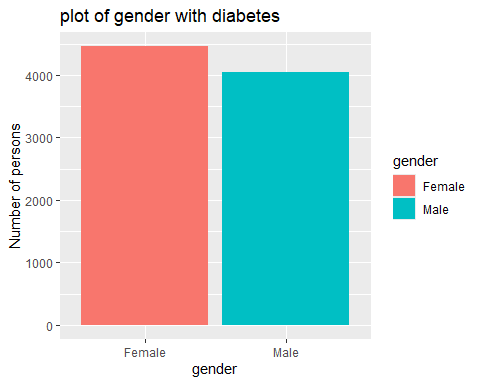 plot of gender with diabetes
Number of persons
4000
3000
2000
1000
0
Female
Male
gender
gender
Female
Male